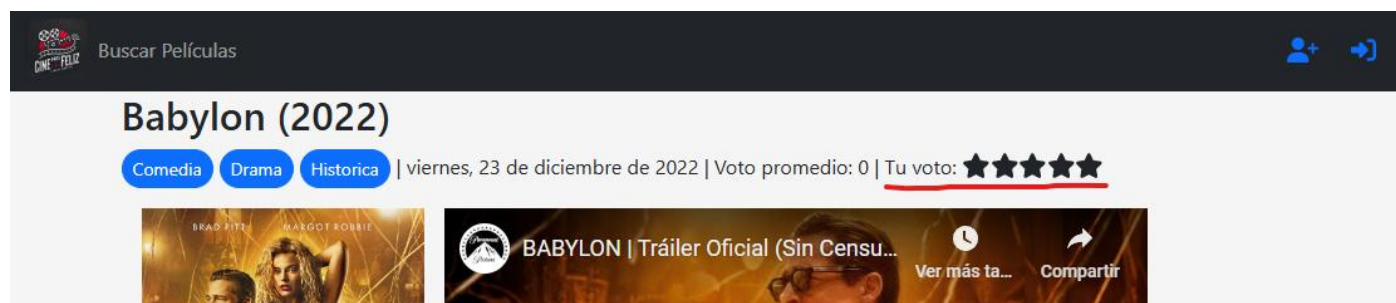 CINE FELIZ
Buscar Películas
Babylon (2022)
Comedia Drama Historica | viernes, 23 de diciembre de 2022 | Voto promedio: 0 | Tu voto:
BRAD PITT MARGOT ROBBIE
Paramount
BABYLON | Tráiler Oficial (Sin Censu...
Ver más ta...
Compartir